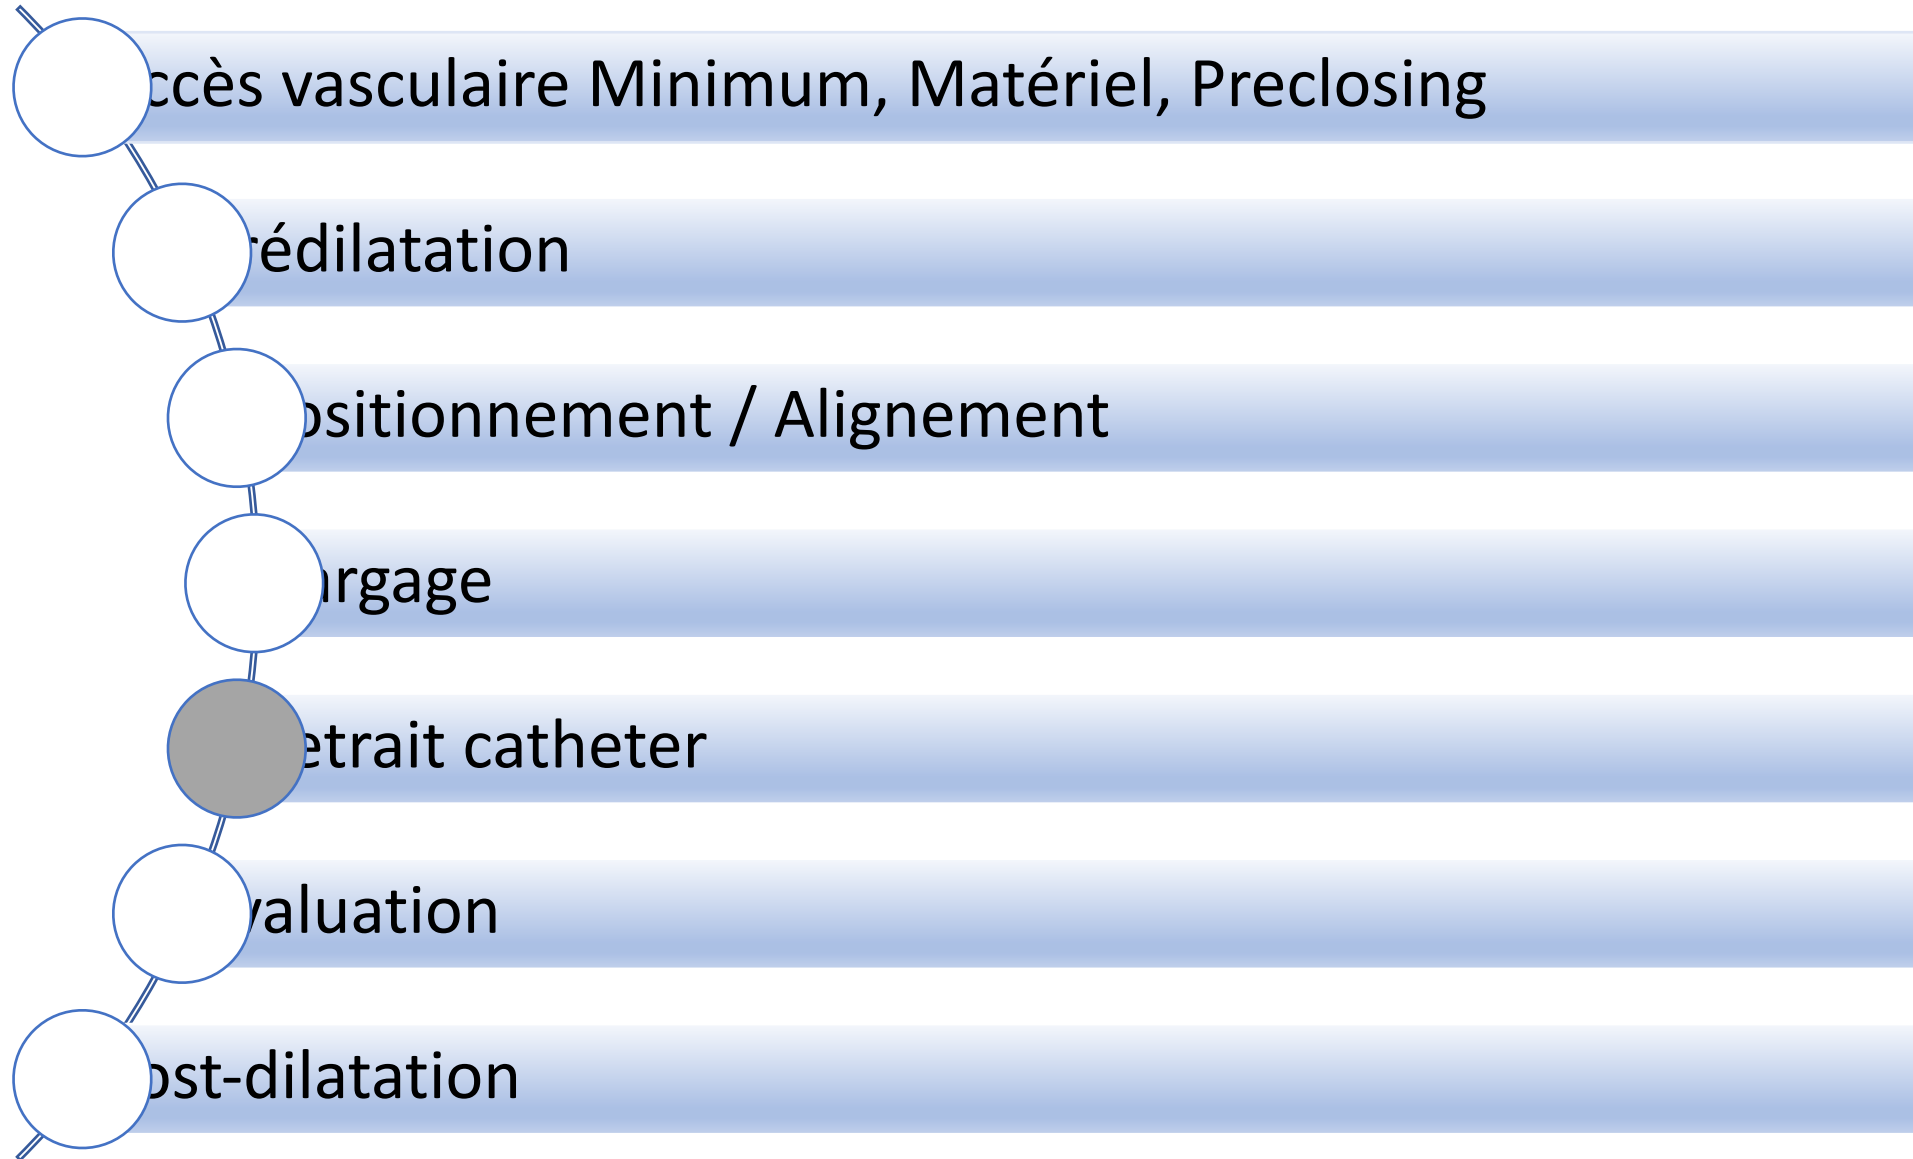 ccès vasculaire Minimum, Matériel, Preclosing
rédilatation
ositionnement / Alignement
rgage
etrait catheter
valuation
ost-dilatation